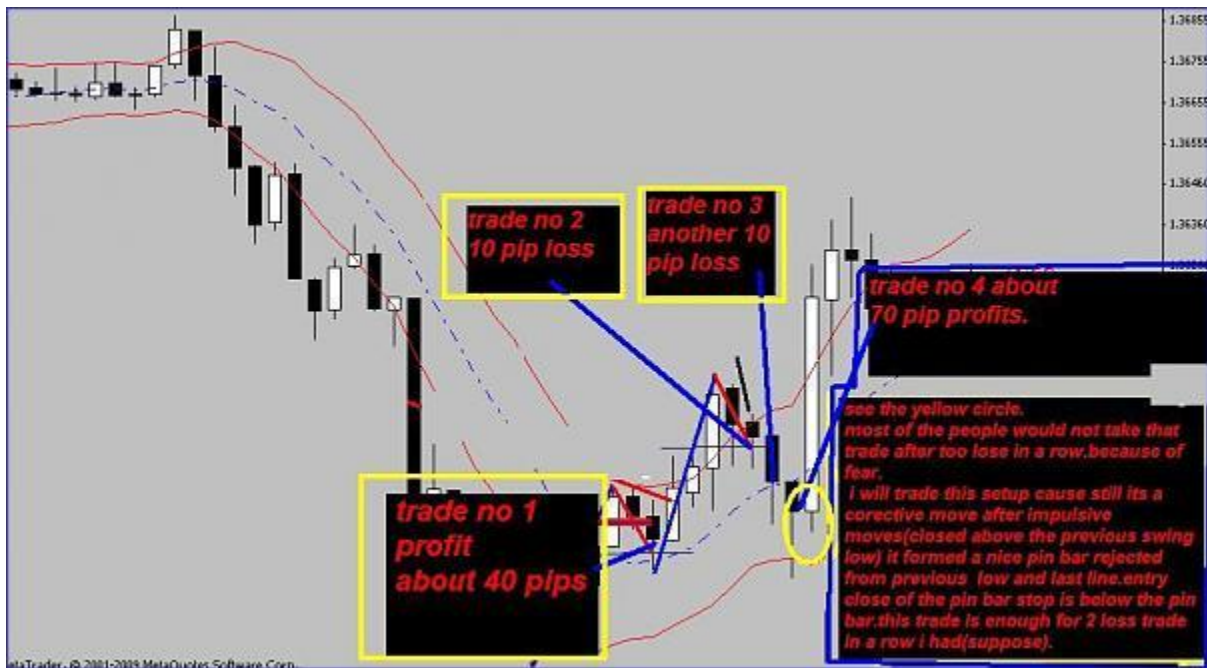 1.36855
1.36755
1.36655
1.36555
1.36460
1.36360
trade no 2
10 pip loss
trade no 3
another 10
pip loss
trade no 4 about
70 pip profits.
trade no 1
profit
about 40 pips
see the yellow circle.
most of the people would not take that
trade after too lose in a row.because of
fear.
i will trade this setup cause still its a
corective move after impulsive
moves(closed above the previous swing
low) it formed a nice pin bar rejected
from previous low and last line.entry
close of the pin bar stop is below the pin
bar.this trade is enough for 2 loss trade
in a row i had(suppose).
etaTrader, © 2001-2009 MetaQuotes Software Corp.